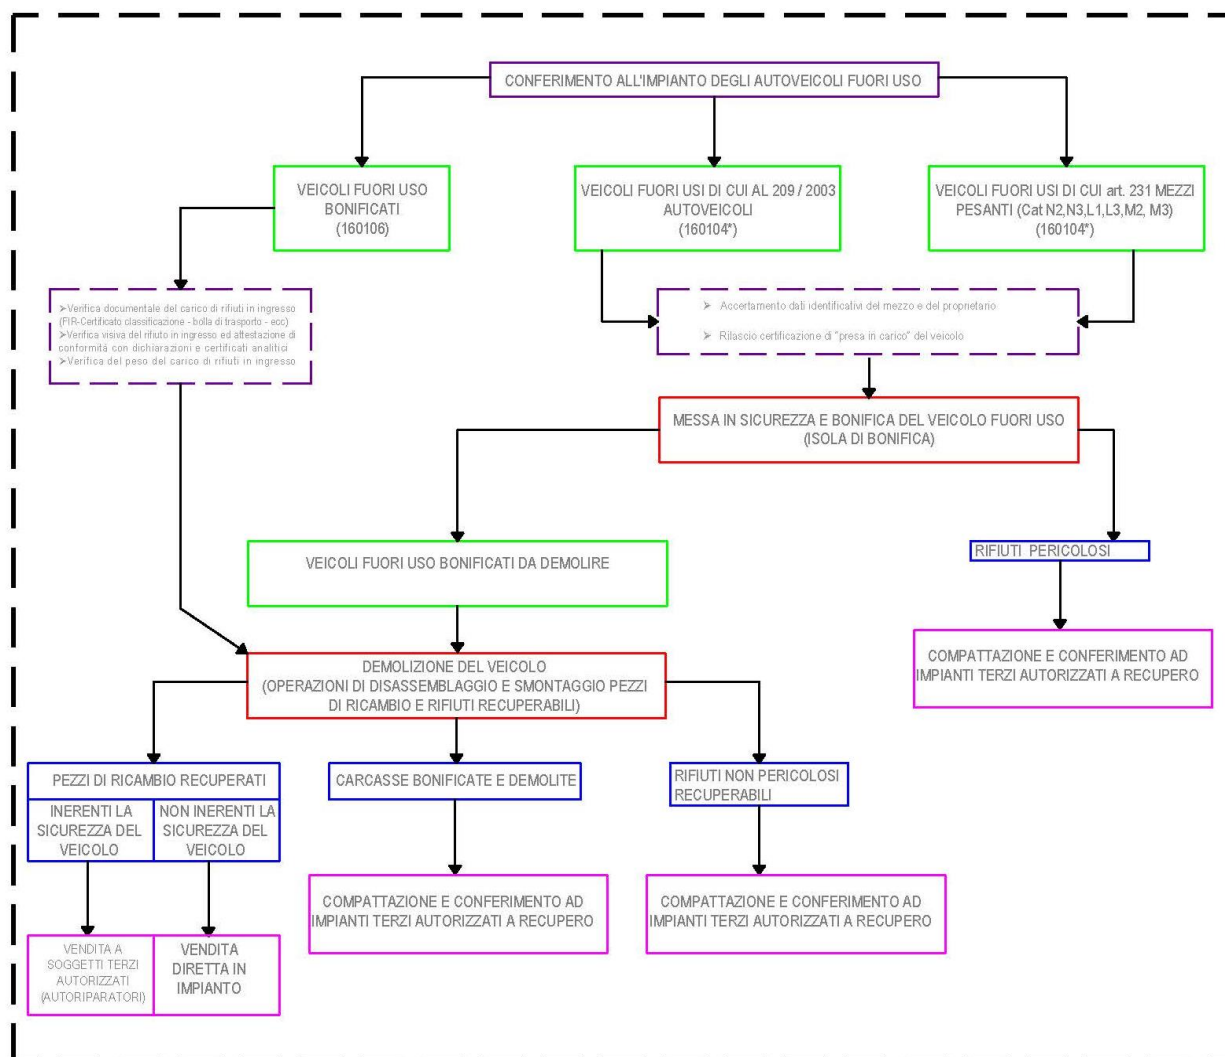 CONFERIMENTO ALL'IMPIANTO DEGLI AUTOVEICOLI FUORI USO
VEICOLI FUORI USO
BONIFICATI
(160106)
VEICOLI FUORI USI DI CUI AL 209 / 2003
AUTOVEICOLI
(160104*)
VEICOLI FUORI USI DI CUI art. 231 MEZZI
PESANTI (Cat N2,N3,L1,L3,M2, M3)
(160104*)
➢Verifica documentale del carico di rifiuti in ingresso
(FIR-Certificato classificazione - bolla di trasporto - ecc)
➢Verifica visiva del rifiuto in ingresso ed attestazione di
conformità con dichiarazioni e certificati analitici
➢Verifica del peso del carico di rifiuti in ingresso
➢ Accertamento dati identificativi del mezzo e del proprietario
➢ Rilascio certificazione di "presa in carico" del veicolo
MESSA IN SICUREZZA E BONIFICA DEL VEICOLO FUORI USO
(ISOLA DI BONIFICA)
VEICOLI FUORI USO BONIFICATI DA DEMOLIRE
RIFIUTI PERICOLOSI
COMPATTAZIONE E CONFERIMENTO AD
IMPIANTI TERZI AUTORIZZATI A RECUPERO
DEMOLIZIONE DEL VEICOLO
(OPERAZIONI DI DISASSEMBLAGGIO E SMONTAGGIO PEZZI
DI RICAMBIO E RIFIUTI RECUPERABILI)
PEZZI DI RICAMBIO RECUPERATI
INERENTI LA
SICUREZZA DEL
VEICOLO
NON INERENTI LA
SICUREZZA DEL
VEICOLO
CARCASSE BONIFICATE E DEMOLITE
RIFIUTI NON PERICOLOSI
RECUPERABILI
VENDITA A
SOGGETTI TERZI
AUTORIZZATI
(AUTORIPARATORI)
VENDITA
DIRETTA IN
IMPIANTO
COMPATTAZIONE E CONFERIMENTO AD
IMPIANTI TERZI AUTORIZZATI A RECUPERO
COMPATTAZIONE E CONFERIMENTO AD
IMPIANTI TERZI AUTORIZZATI A RECUPERO